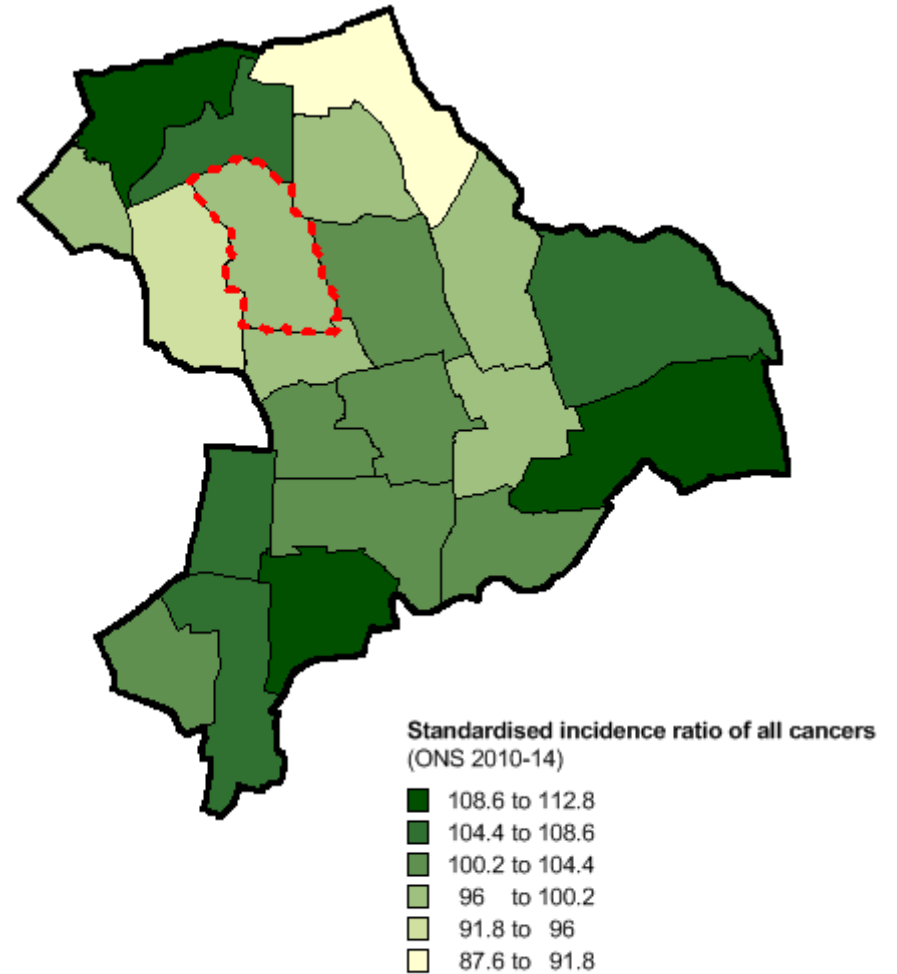 Standardised incidence ratio of all cancers
(ONS 2010-14)
108.6 to 112.8
104.4 to 108.6
100.2 to 104.4
96 to 100.2
91.8 to 96
87.6 to 91.8